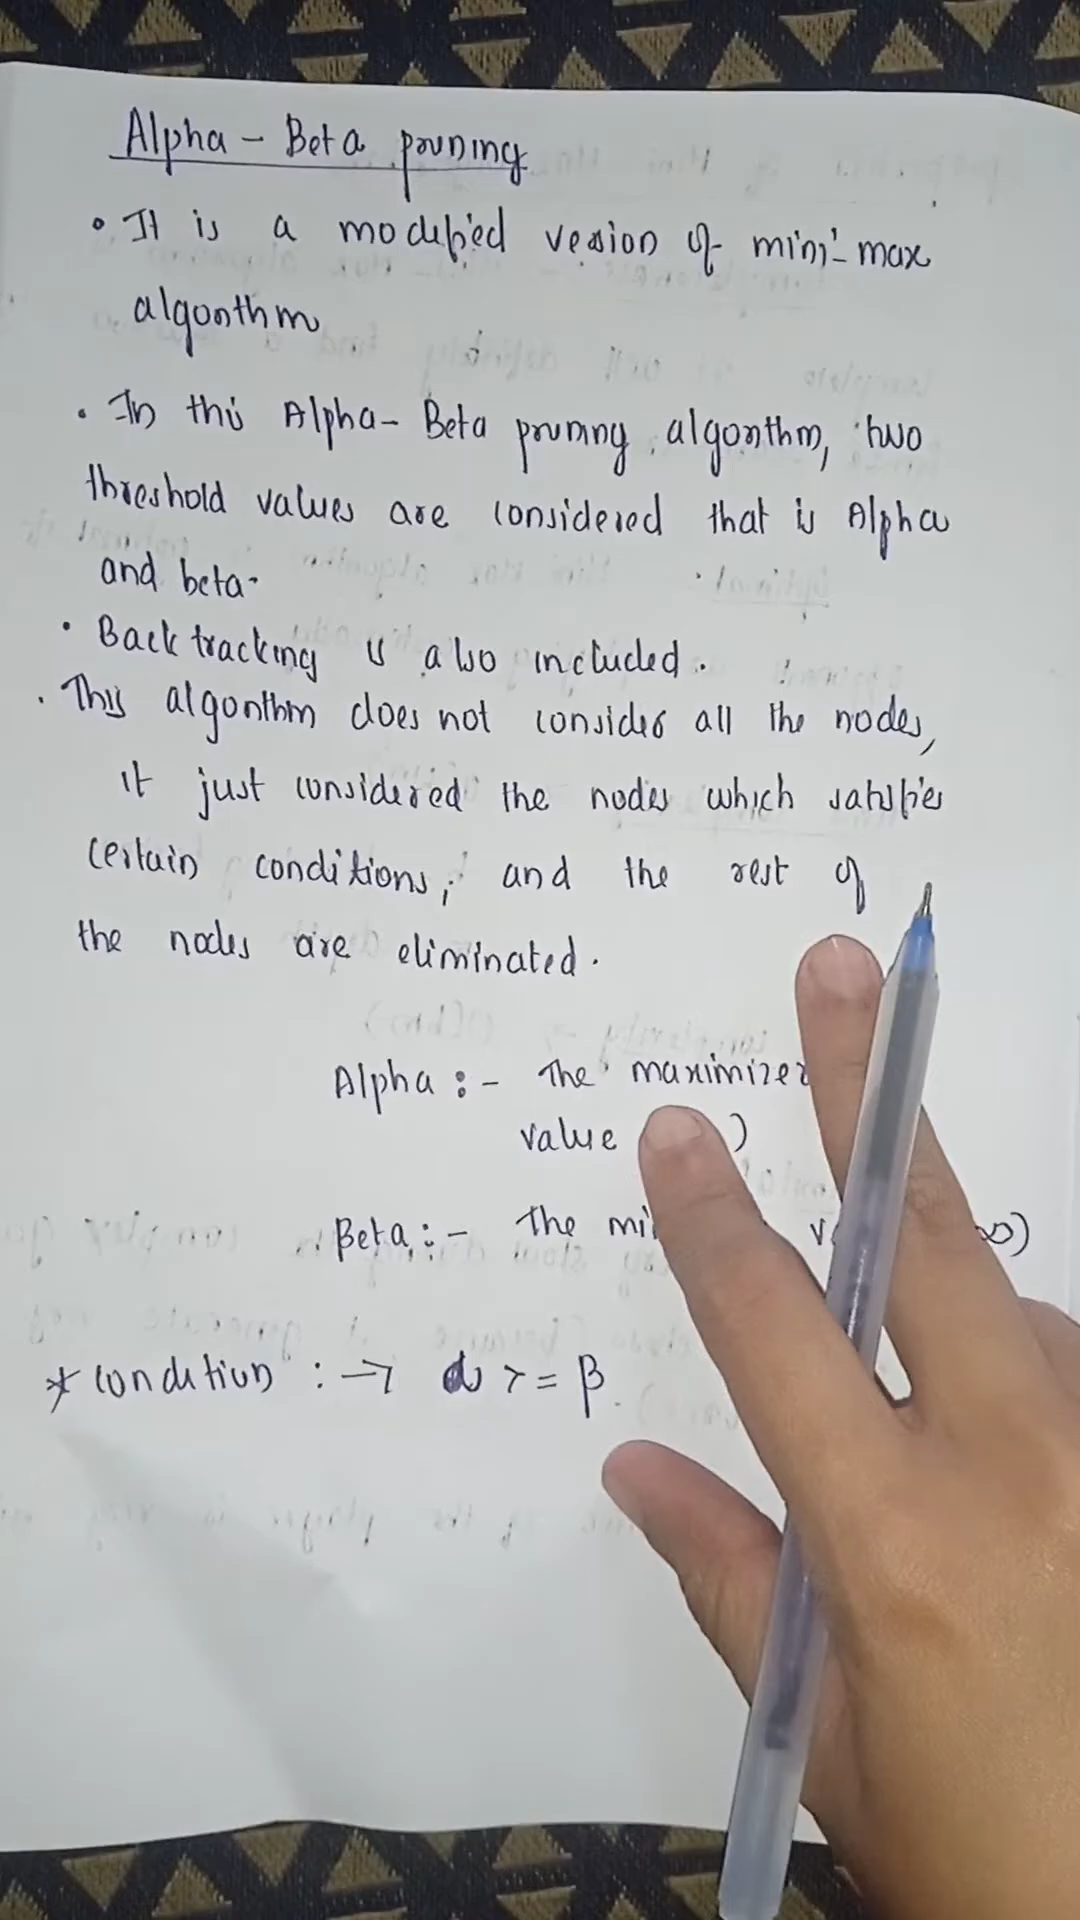 Alpha - Beta pruning
• It is a modified vesion of mini-max
algorithm
• In this Alpha-Beta pruning algorithm, two
threshold values are considered that is Alpha
and beta.
• Back tracking is also included.
• This algorithm does not consider all the nodes,
it just considered the nodes which satisfies
certain conditions, and the rest of
the nodes are eliminated.
Alpha :- The maximizer
value )
Beta :- The ∞)
* condition :→ α >= β.